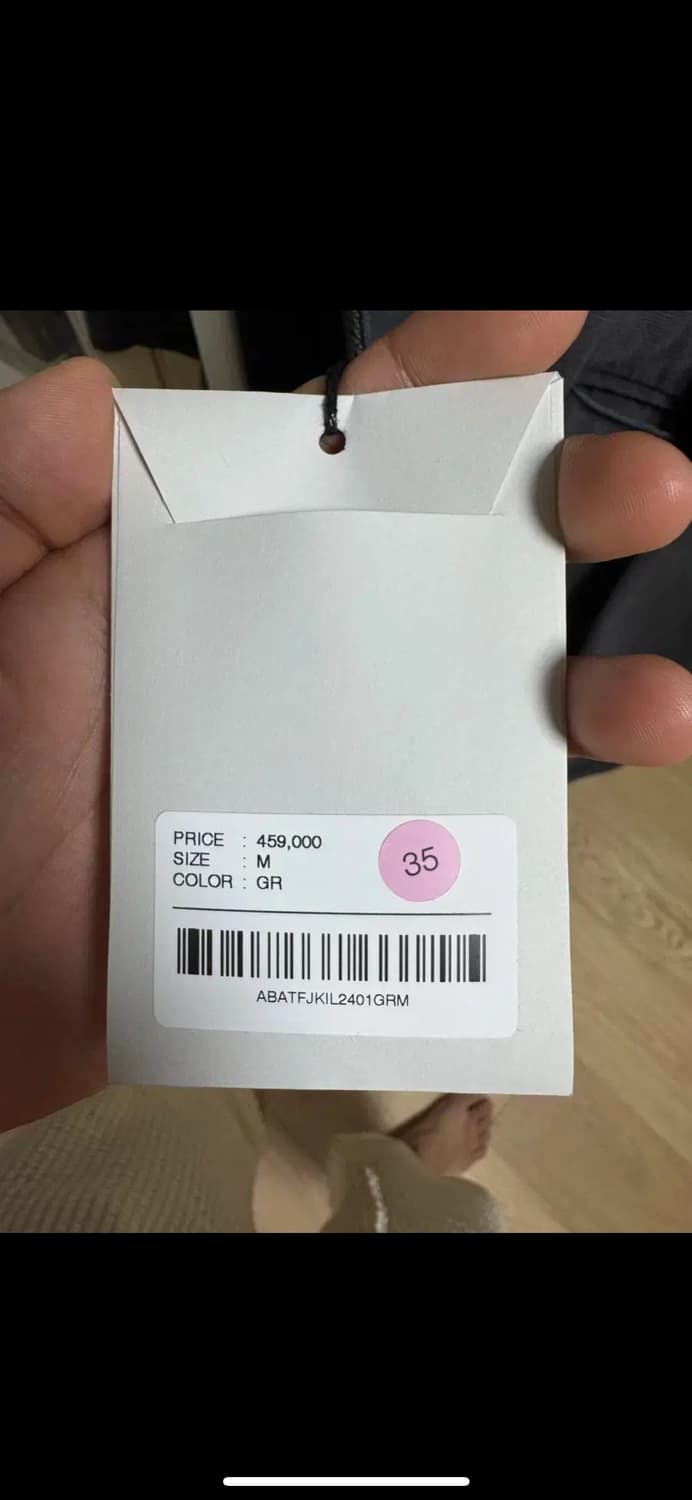 PRICE : 459,000
SIZE : M
COLOR : GR
35
ABATFJKIL2401GRM